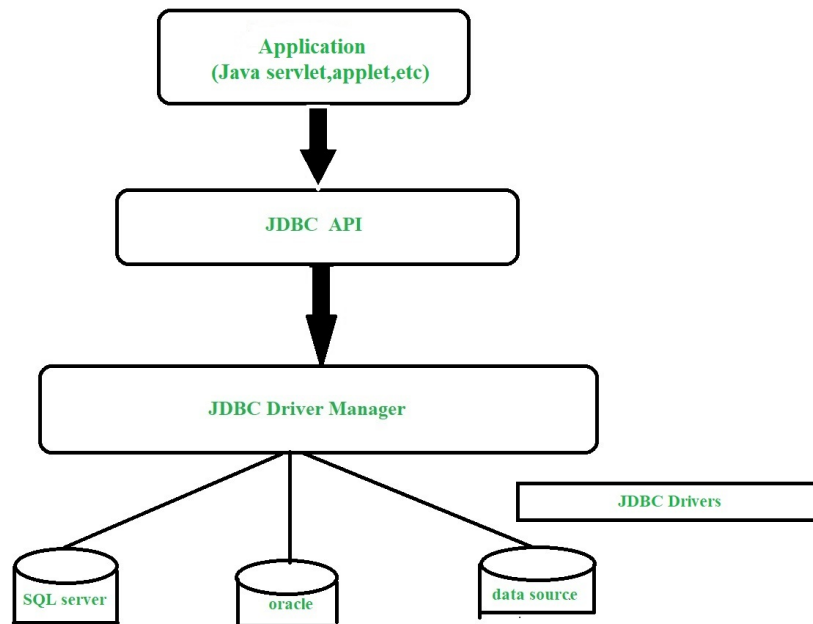 Application
(Java servlet,applet,etc)
JDBC  API
JDBC Driver Manager
JDBC Drivers
SQL server
oracle
data source